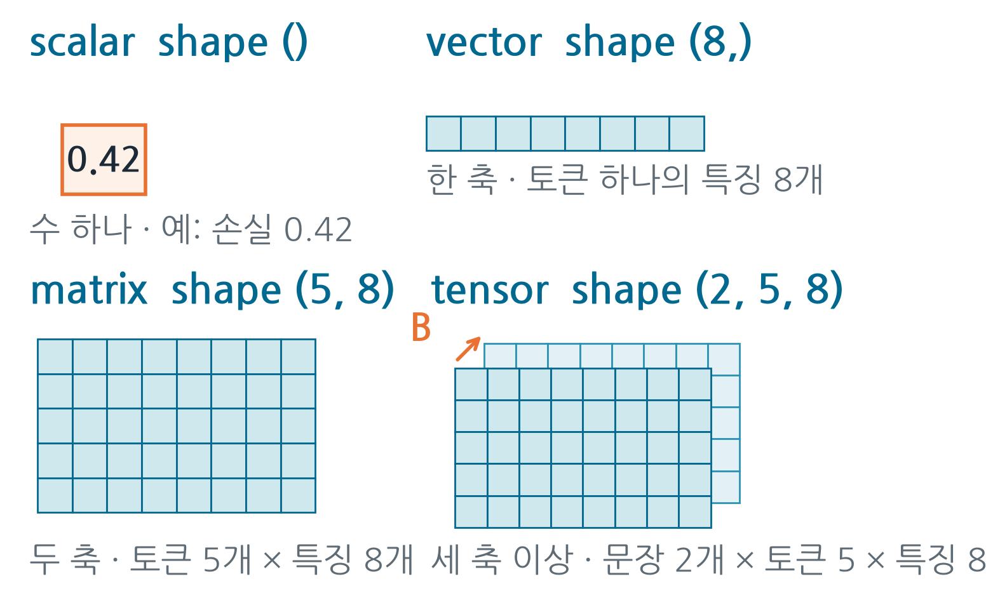 scalar shape ()
0.42
수 하나 · 예: 손실 0.42
vector shape (8,)
한 축 · 토큰 하나의 특징 8개
matrix shape (5, 8)
두 축 · 토큰 5개 × 특징 8개
tensor shape (2, 5, 8)
B
세 축 이상 · 문장 2개 × 토큰 5 × 특징 8